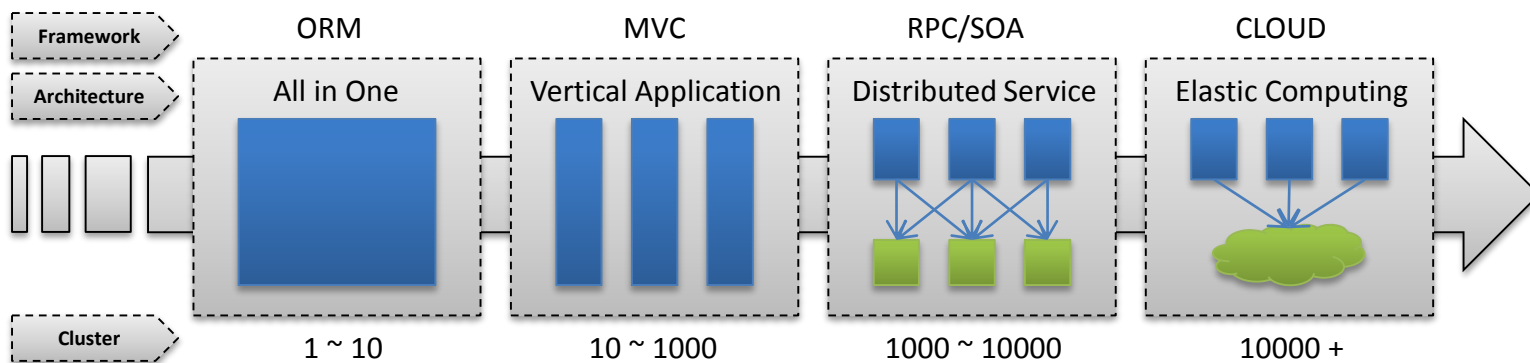 Framework
ORM
MVC
RPC/SOA
CLOUD
Architecture
All in One
Vertical Application
Distributed Service
Elastic Computing
Cluster
1 ~ 10
10 ~ 1000
1000 ~ 10000
10000 +